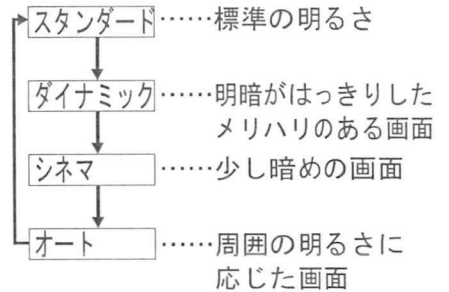 スタンダード……標準の明るさ
ダイナミック……明暗がはっきりした
メリハリのある画面
シネマ……少し暗めの画面
オート……周囲の明るさに
応じた画面